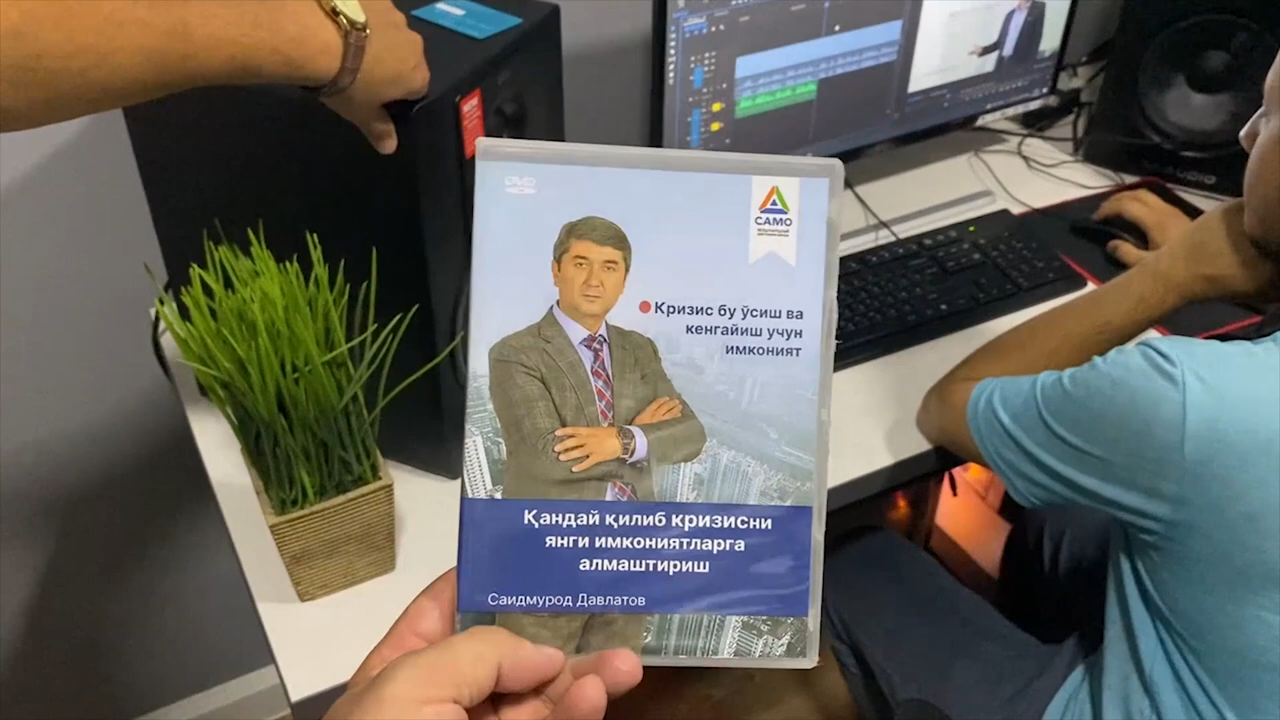 DVD
САМО
Кризис бу ўсиш ва
кенгайиш учун
имконият
Қандай қилиб кризисни
янги имкониятларга
алмаштириш
Саидмурод Давлатов